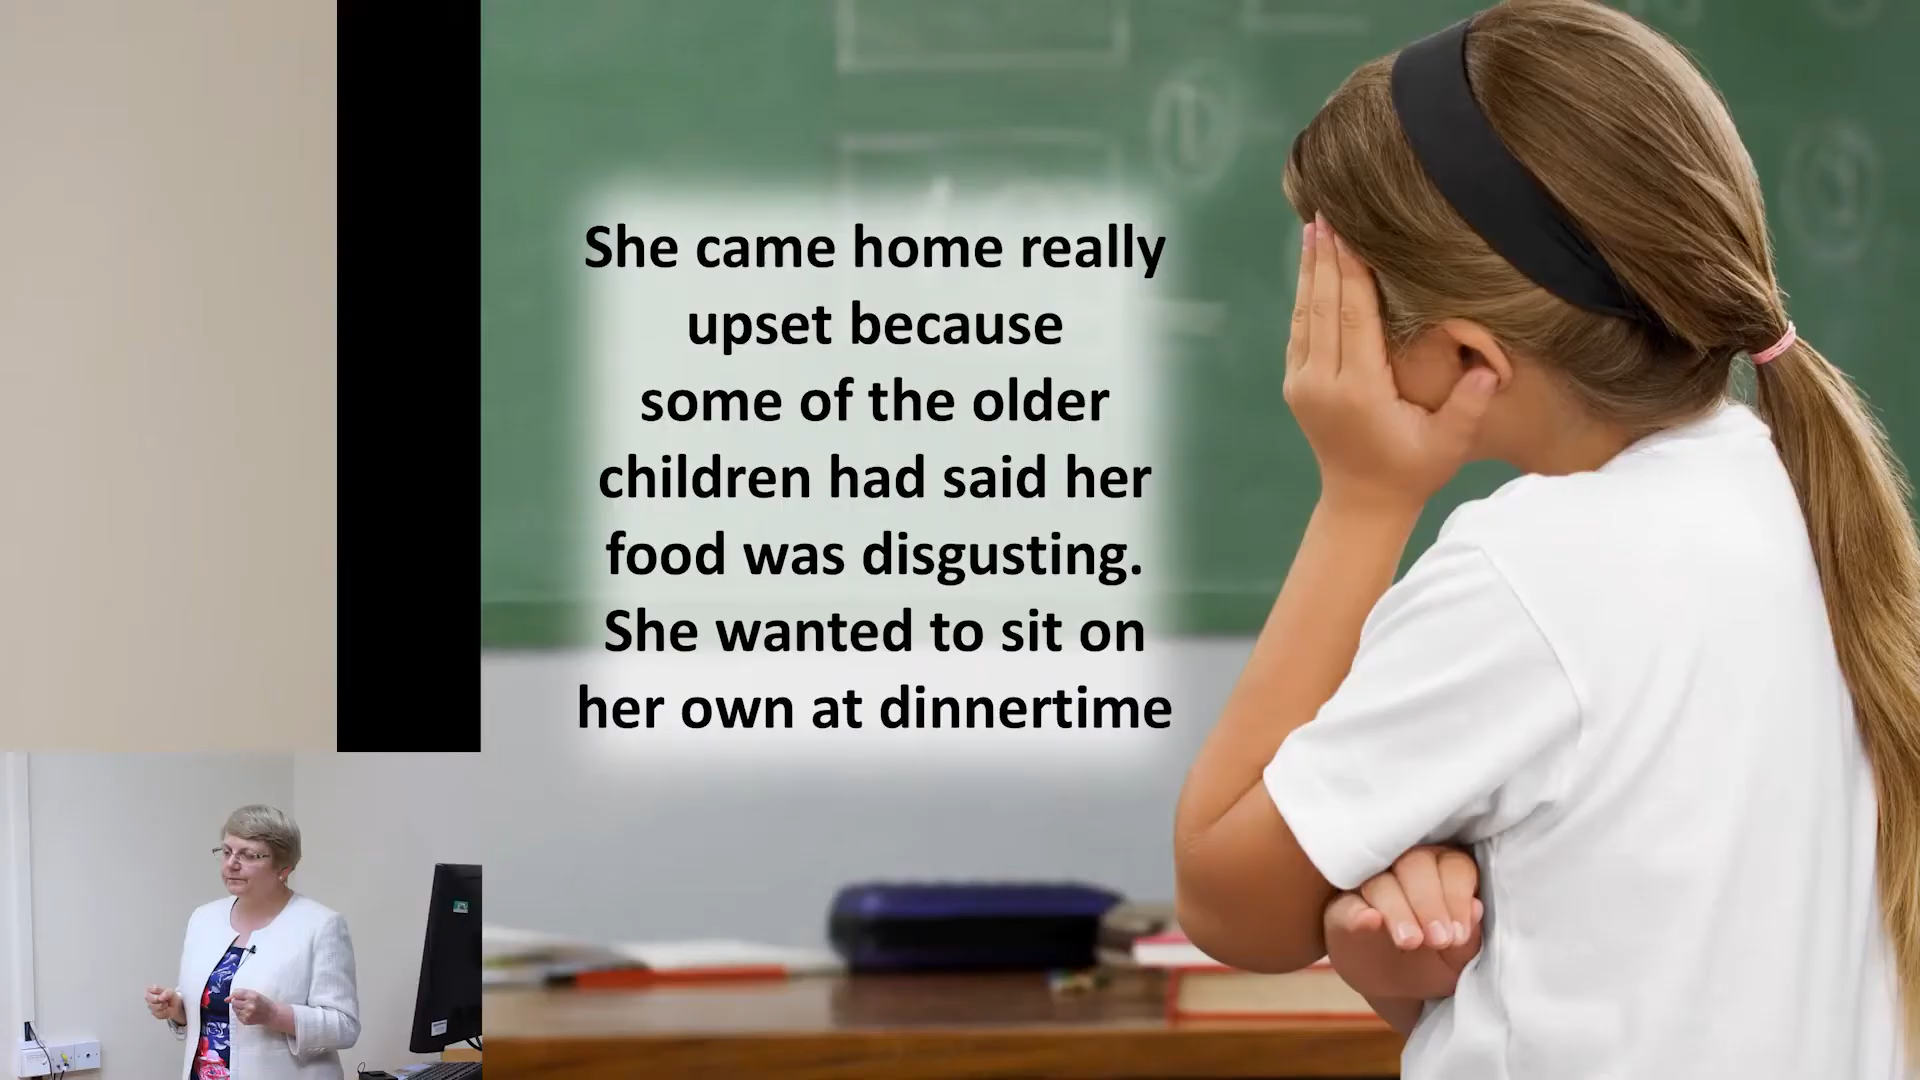 She came home really
upset because
some of the older
children had said her
food was disgusting.
She wanted to sit on
her own at dinnertime